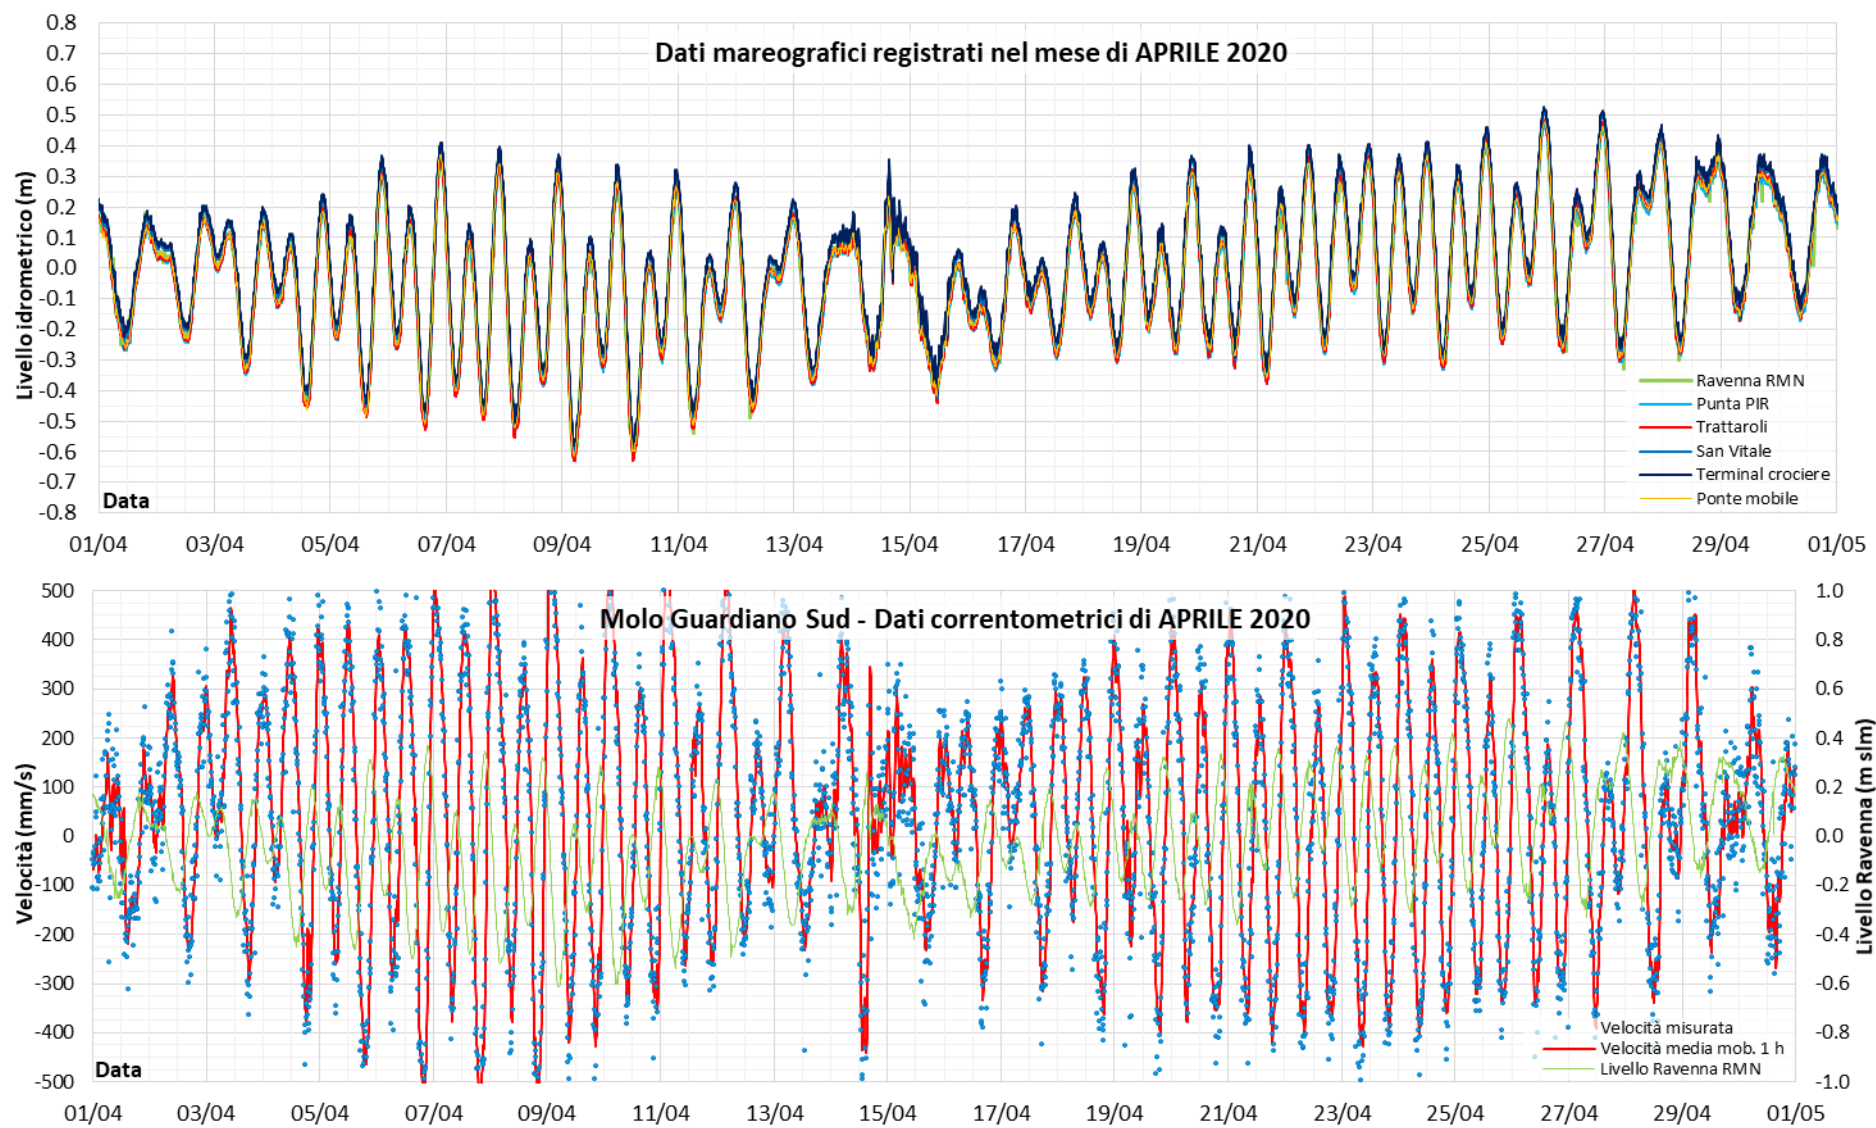 Dati mareografici registrati nel mese di APRILE 2020
Livello idrometrico (m)
0.8
0.7
0.6
0.5
0.4
0.3
0.2
0.1
0.0
-0.1
-0.2
-0.3
-0.4
-0.5
-0.6
-0.7
-0.8
Ravenna RMN
Punta PIR
Trattaroli
San Vitale
Terminal crociere
Ponte mobile
Data
01/04 03/04 05/04 07/04 09/04 11/04 13/04 15/04 17/04 19/04 21/04 23/04 25/04 27/04 29/04 01/05
Molo Guardiano Sud - Dati correntometrici di APRILE 2020
Velocità (mm/s)
500
400
300
200
100
0
-100
-200
-300
-400
-500
Livello Ravenna (m slm)
1.0
0.8
0.6
0.4
0.2
0.0
-0.2
-0.4
-0.6
-0.8
-1.0
Velocità misurata
Velocità media mob. 1 h
Livello Ravenna RMN
Data
01/04 03/04 05/04 07/04 09/04 11/04 13/04 15/04 17/04 19/04 21/04 23/04 25/04 27/04 29/04 01/05